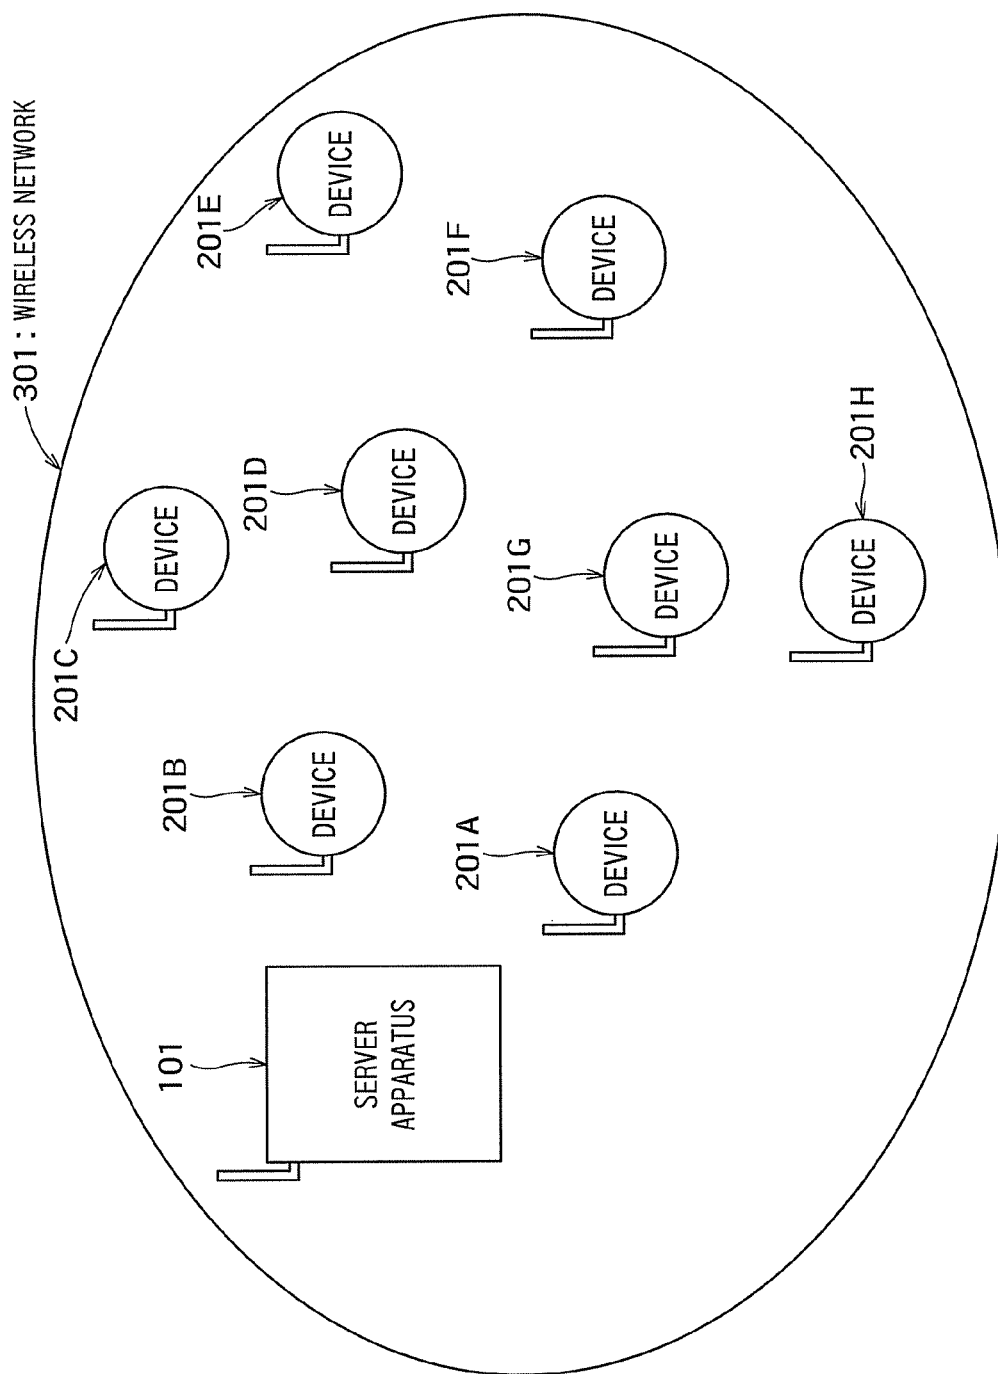 301 : WIRELESS NETWORK
201C
DEVICE
201E
DEVICE
201B
DEVICE
201D
DEVICE
101
SERVER
APPARATUS
201F
DEVICE
201A
DEVICE
201G
DEVICE
DEVICE
201H